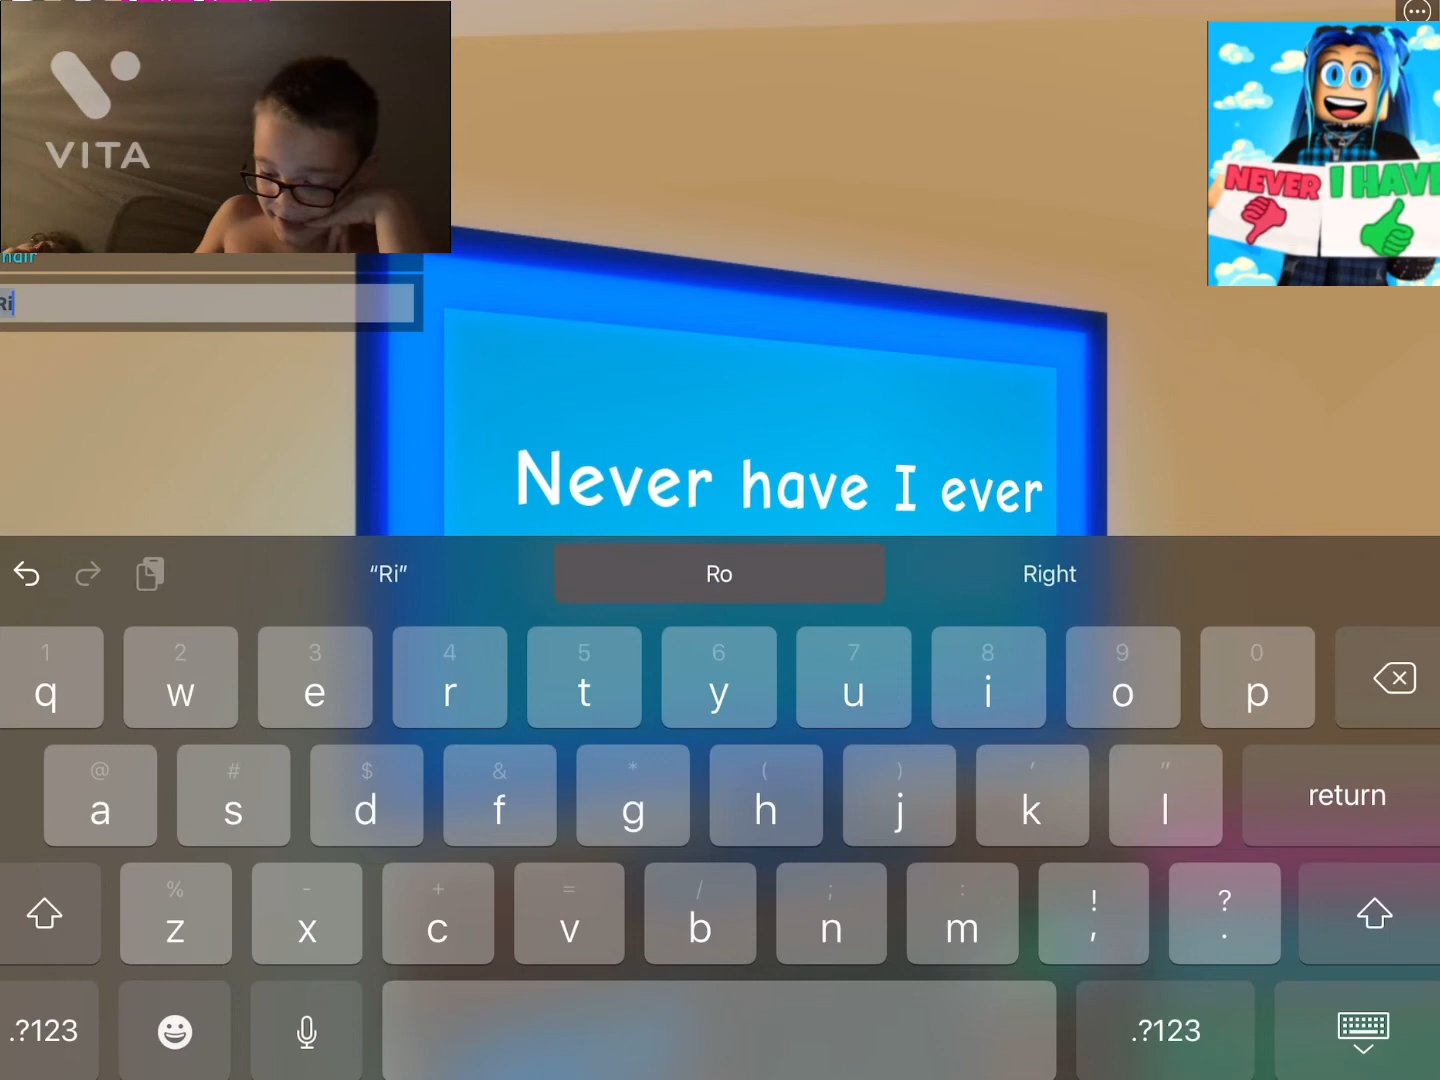 VITA
NEVER I HAVE
hair
Ri
Never have I ever
“Ri” Ro Right
1 2 3 4 5 6 7 8 9 0
q w e r t y u i o p
@ # $ & * ( ) ' "
a s d f g h j k l return
% - + = / ; : ! ?
z x c v b n m , .
.?123 .?123